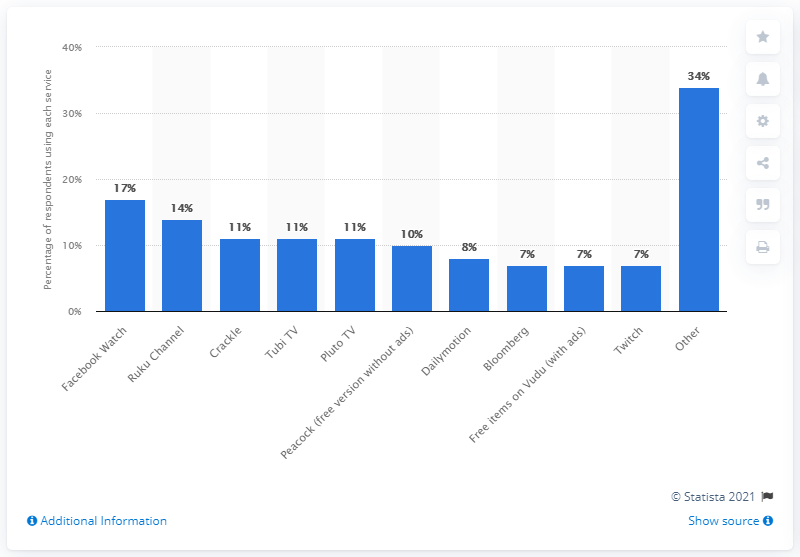 40%
30%
20%
10%
0%
Percentage of respondents using each service
17%
14%
11%
11%
11%
10%
8%
7%
7%
7%
34%
Facebook Watch
Ruku Channel
Crackle
Tubi TV
Pluto TV
Peacock (free version without ads)
Dailymotion
Bloomberg
Free items on Vudu (with ads)
Twitch
Other
© Statista 2021
Additional Information
Show source